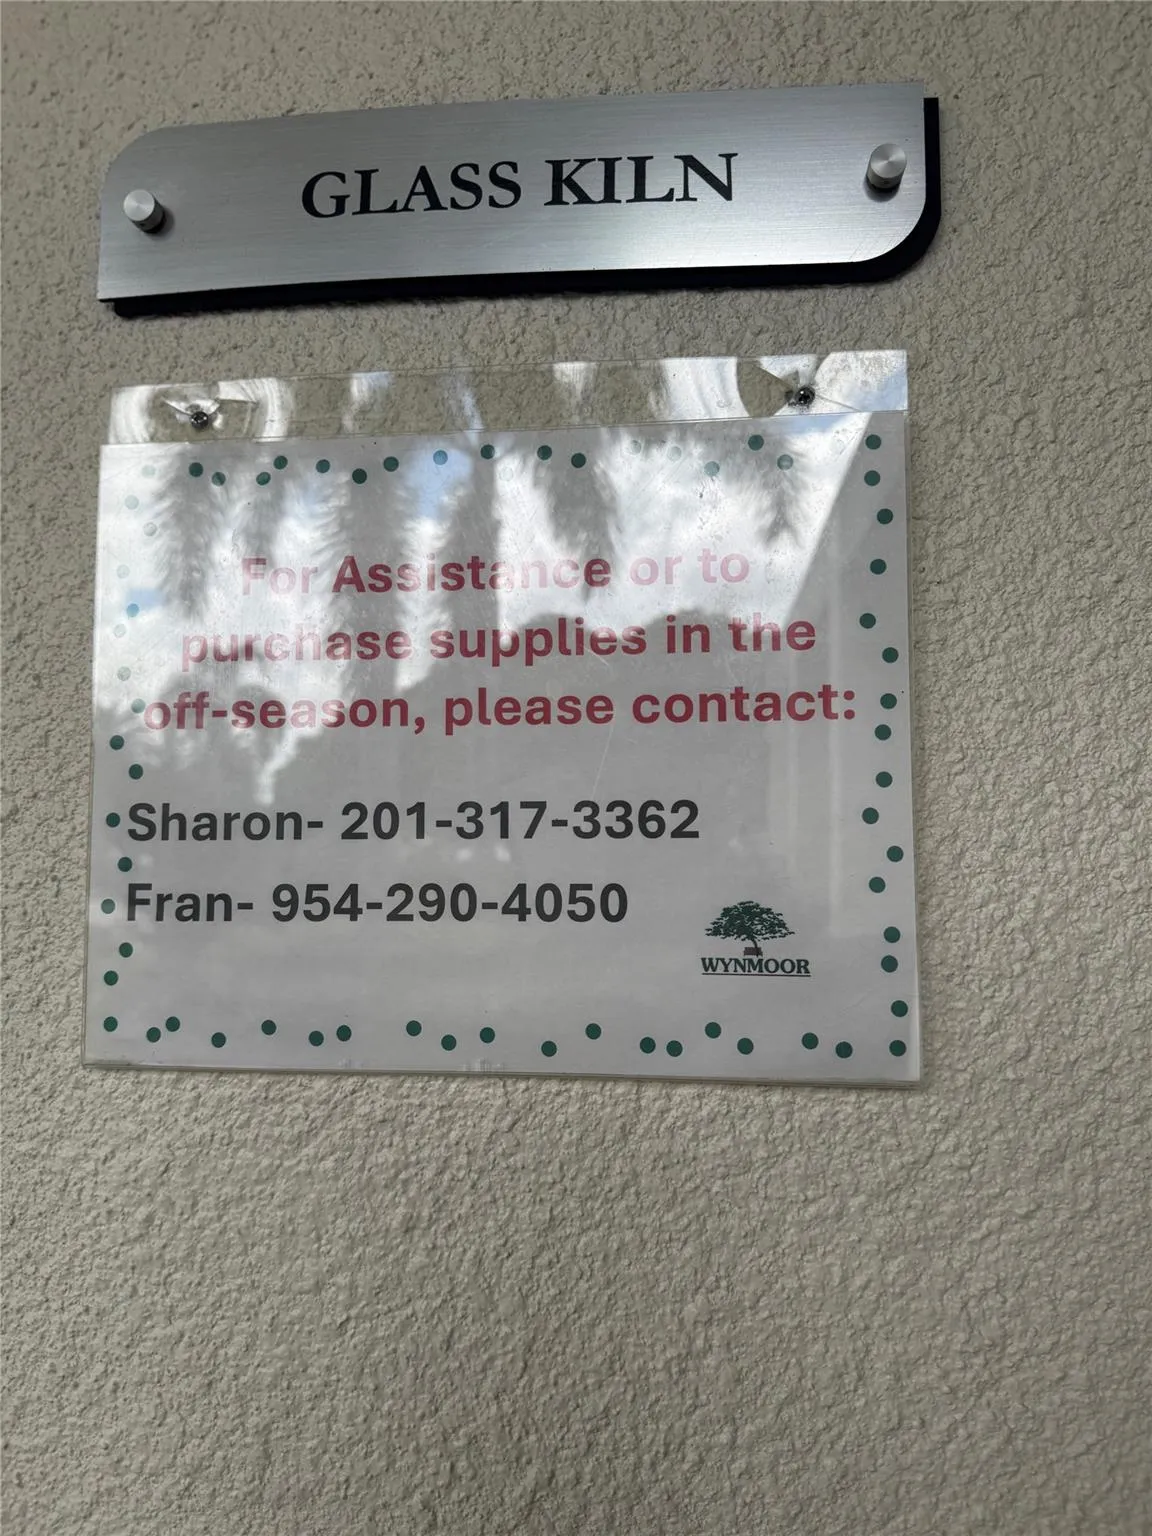 GLASS KILN
For Assistance or to
purchase supplies in the
off-season, please contact:
Sharon- 201-317-3362
Fran- 954-290-4050
WYNMOOR